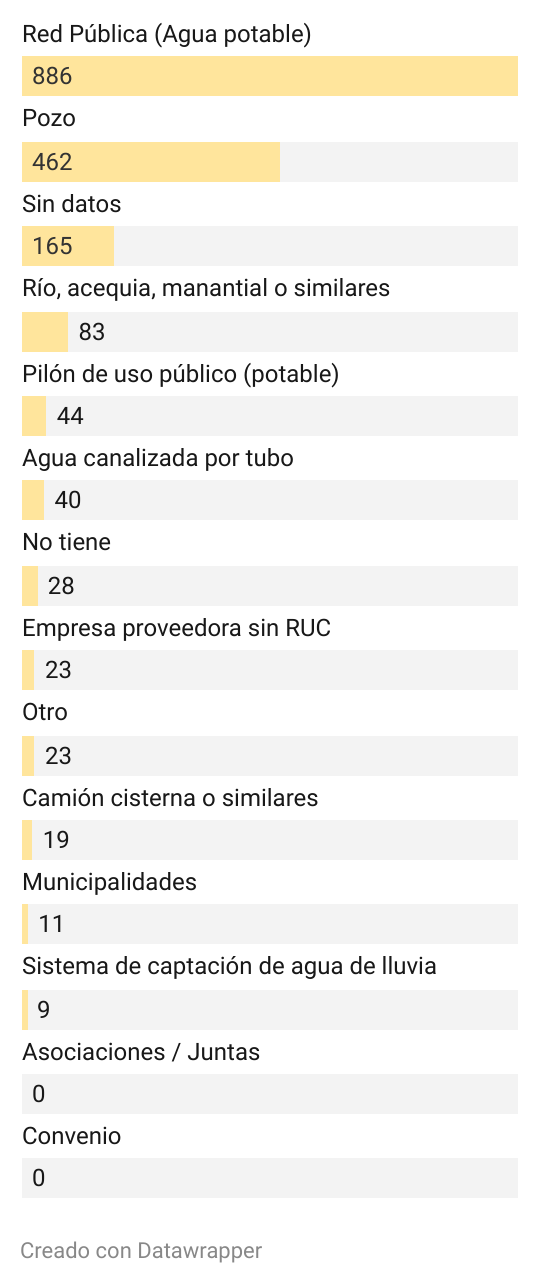 Red Pública (Agua potable)
886
Pozo
462
Sin datos
165
Río, acequia, manantial o similares
83
Pilón de uso público (potable)
44
Agua canalizada por tubo
40
No tiene
28
Empresa proveedora sin RUC
23
Otro
23
Camión cisterna o similares
19
Municipalidades
11
Sistema de captación de agua de lluvia
9
Asociaciones / Juntas
0
Convenio
0
Creado con Datawrapper